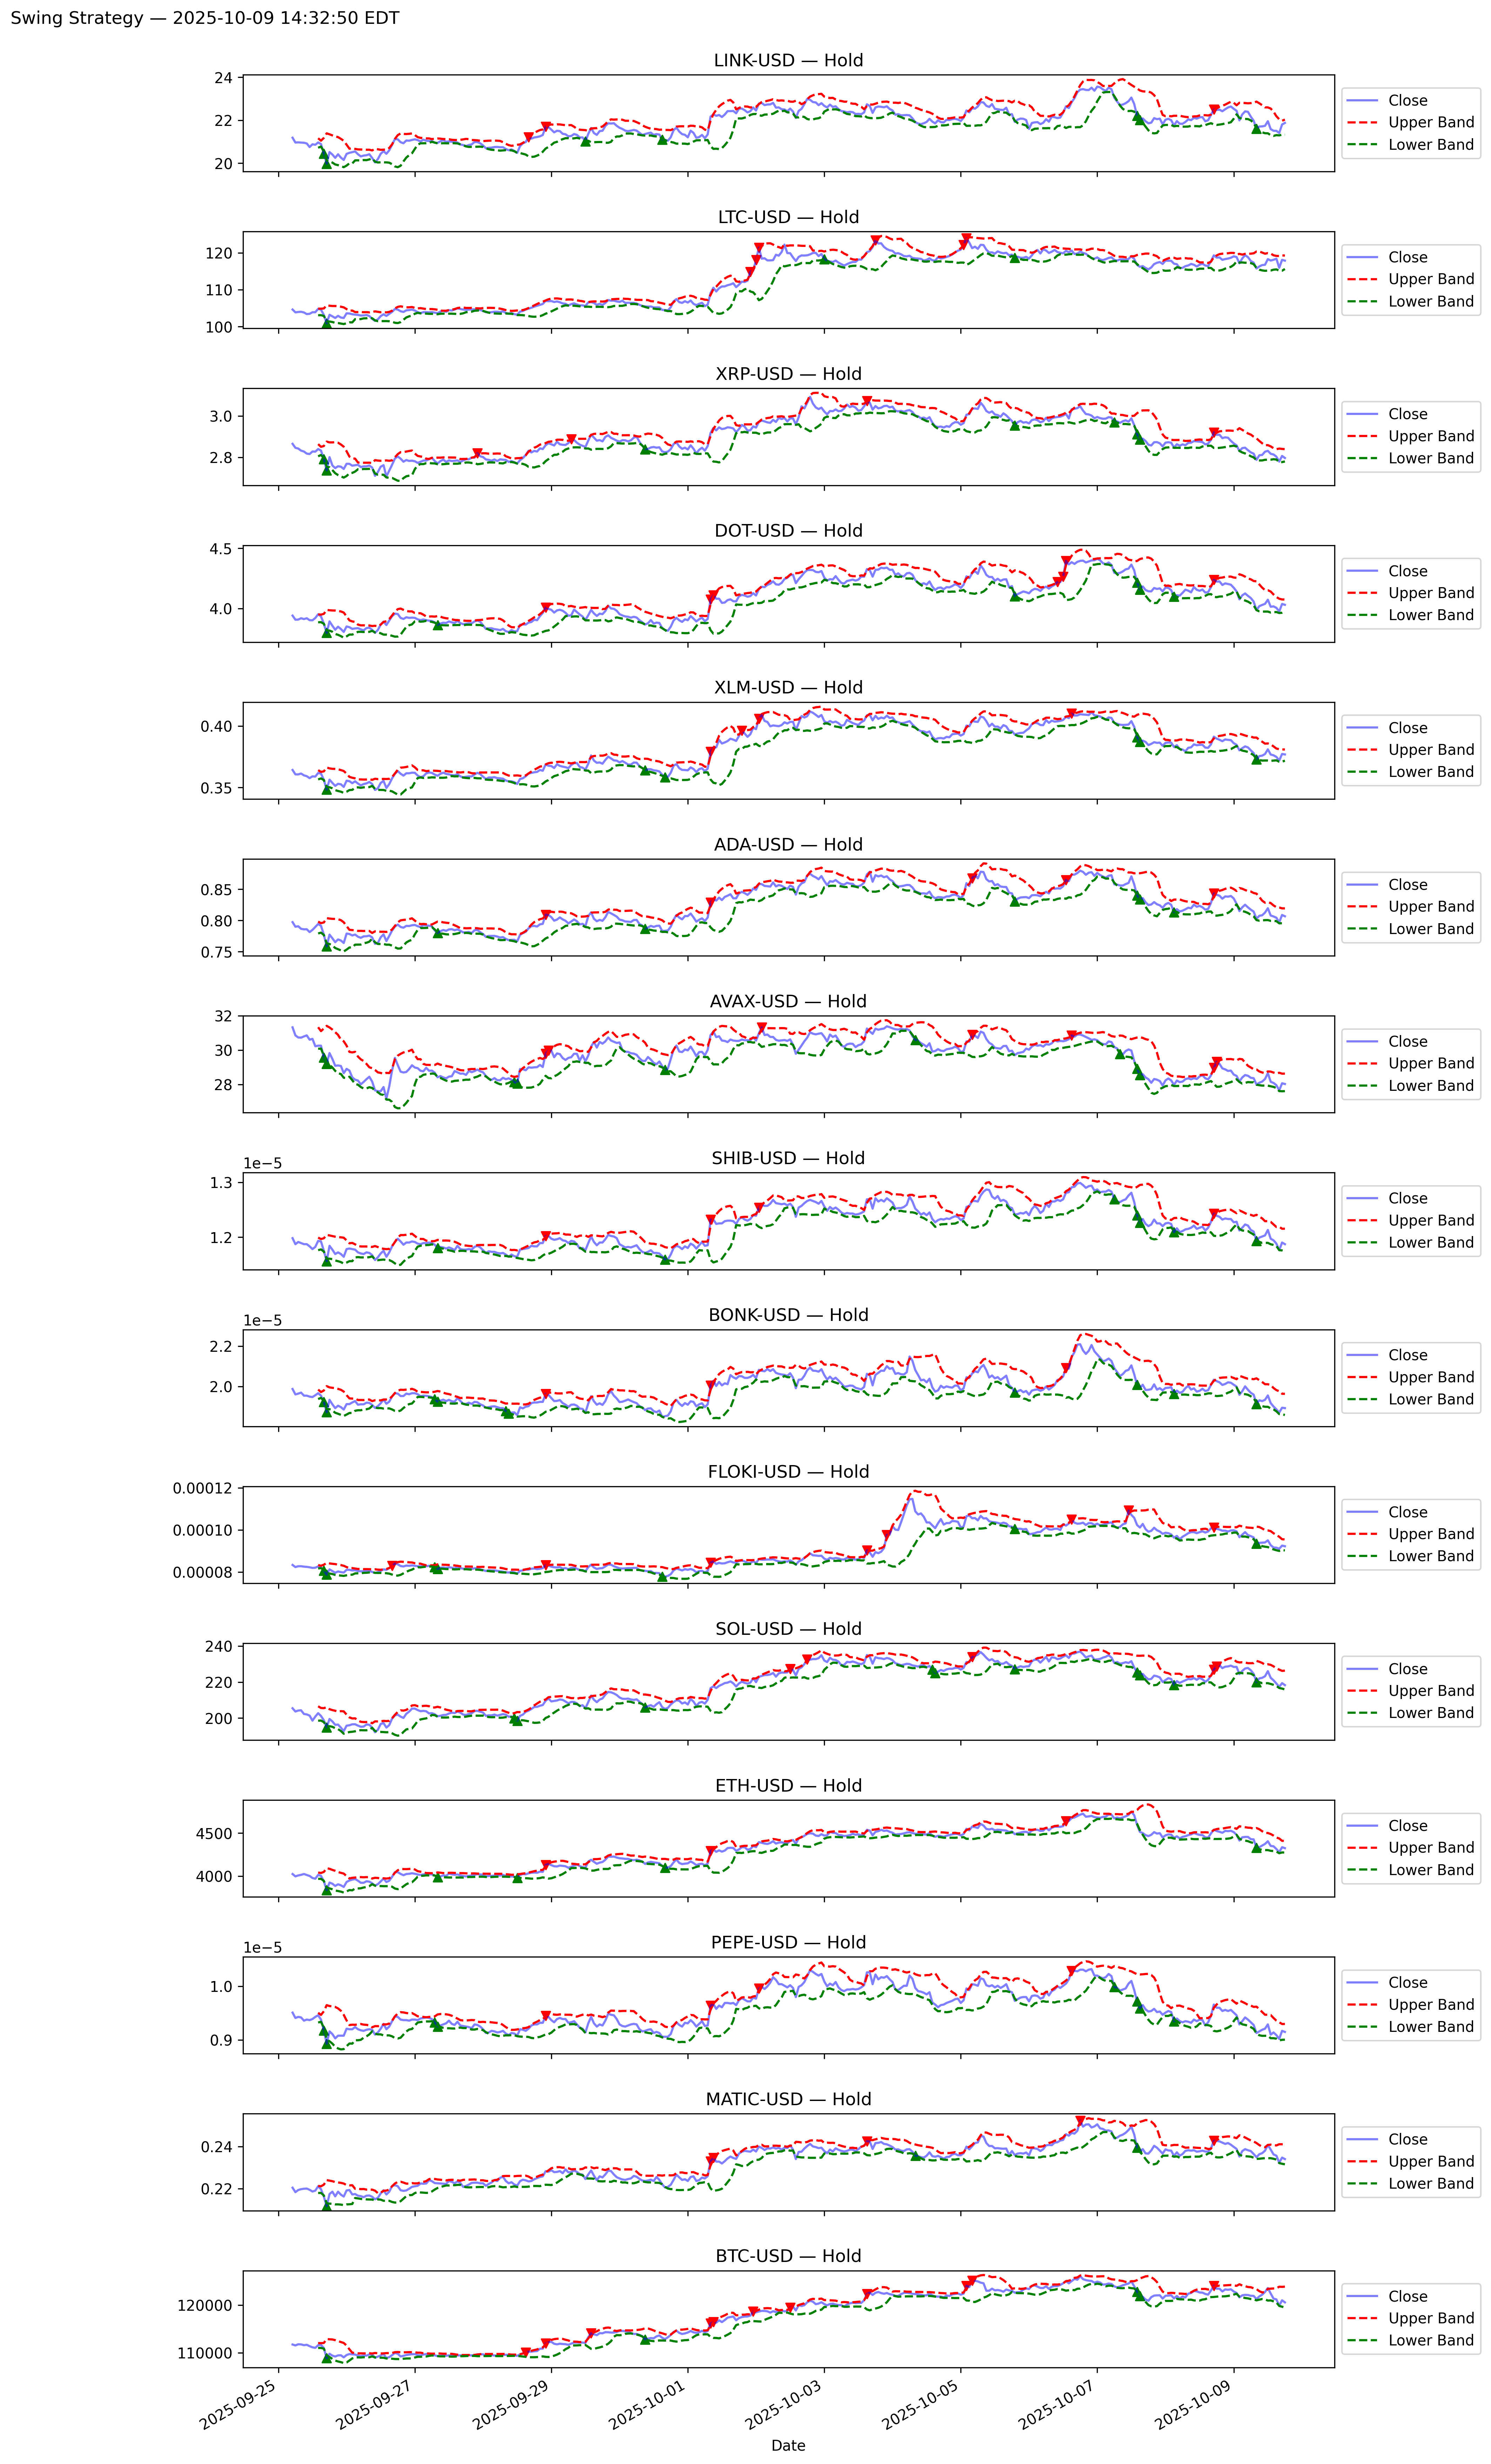 Swing Strategy — 2025-10-09 14:32:50 EDT
LINK-USD — Hold
24
22
20
Close
Upper Band
Lower Band
LTC-USD — Hold
120
110
100
Close
Upper Band
Lower Band
XRP-USD — Hold
3.0
2.8
Close
Upper Band
Lower Band
DOT-USD — Hold
4.5
4.0
Close
Upper Band
Lower Band
XLM-USD — Hold
0.40
0.35
Close
Upper Band
Lower Band
ADA-USD — Hold
0.85
0.80
0.75
Close
Upper Band
Lower Band
AVAX-USD — Hold
32
30
28
Close
Upper Band
Lower Band
SHIB-USD — Hold
1e−5
1.3
1.2
Close
Upper Band
Lower Band
BONK-USD — Hold
1e−5
2.2
2.0
Close
Upper Band
Lower Band
FLOKI-USD — Hold
0.00012
0.00010
0.00008
Close
Upper Band
Lower Band
SOL-USD — Hold
240
220
200
Close
Upper Band
Lower Band
ETH-USD — Hold
4500
4000
Close
Upper Band
Lower Band
PEPE-USD — Hold
1e−5
1.0
0.9
Close
Upper Band
Lower Band
MATIC-USD — Hold
0.24
0.22
Close
Upper Band
Lower Band
BTC-USD — Hold
120000
110000
Close
Upper Band
Lower Band
2025-09-25
2025-09-27
2025-09-29
2025-10-01
2025-10-03
2025-10-05
2025-10-07
2025-10-09
Date